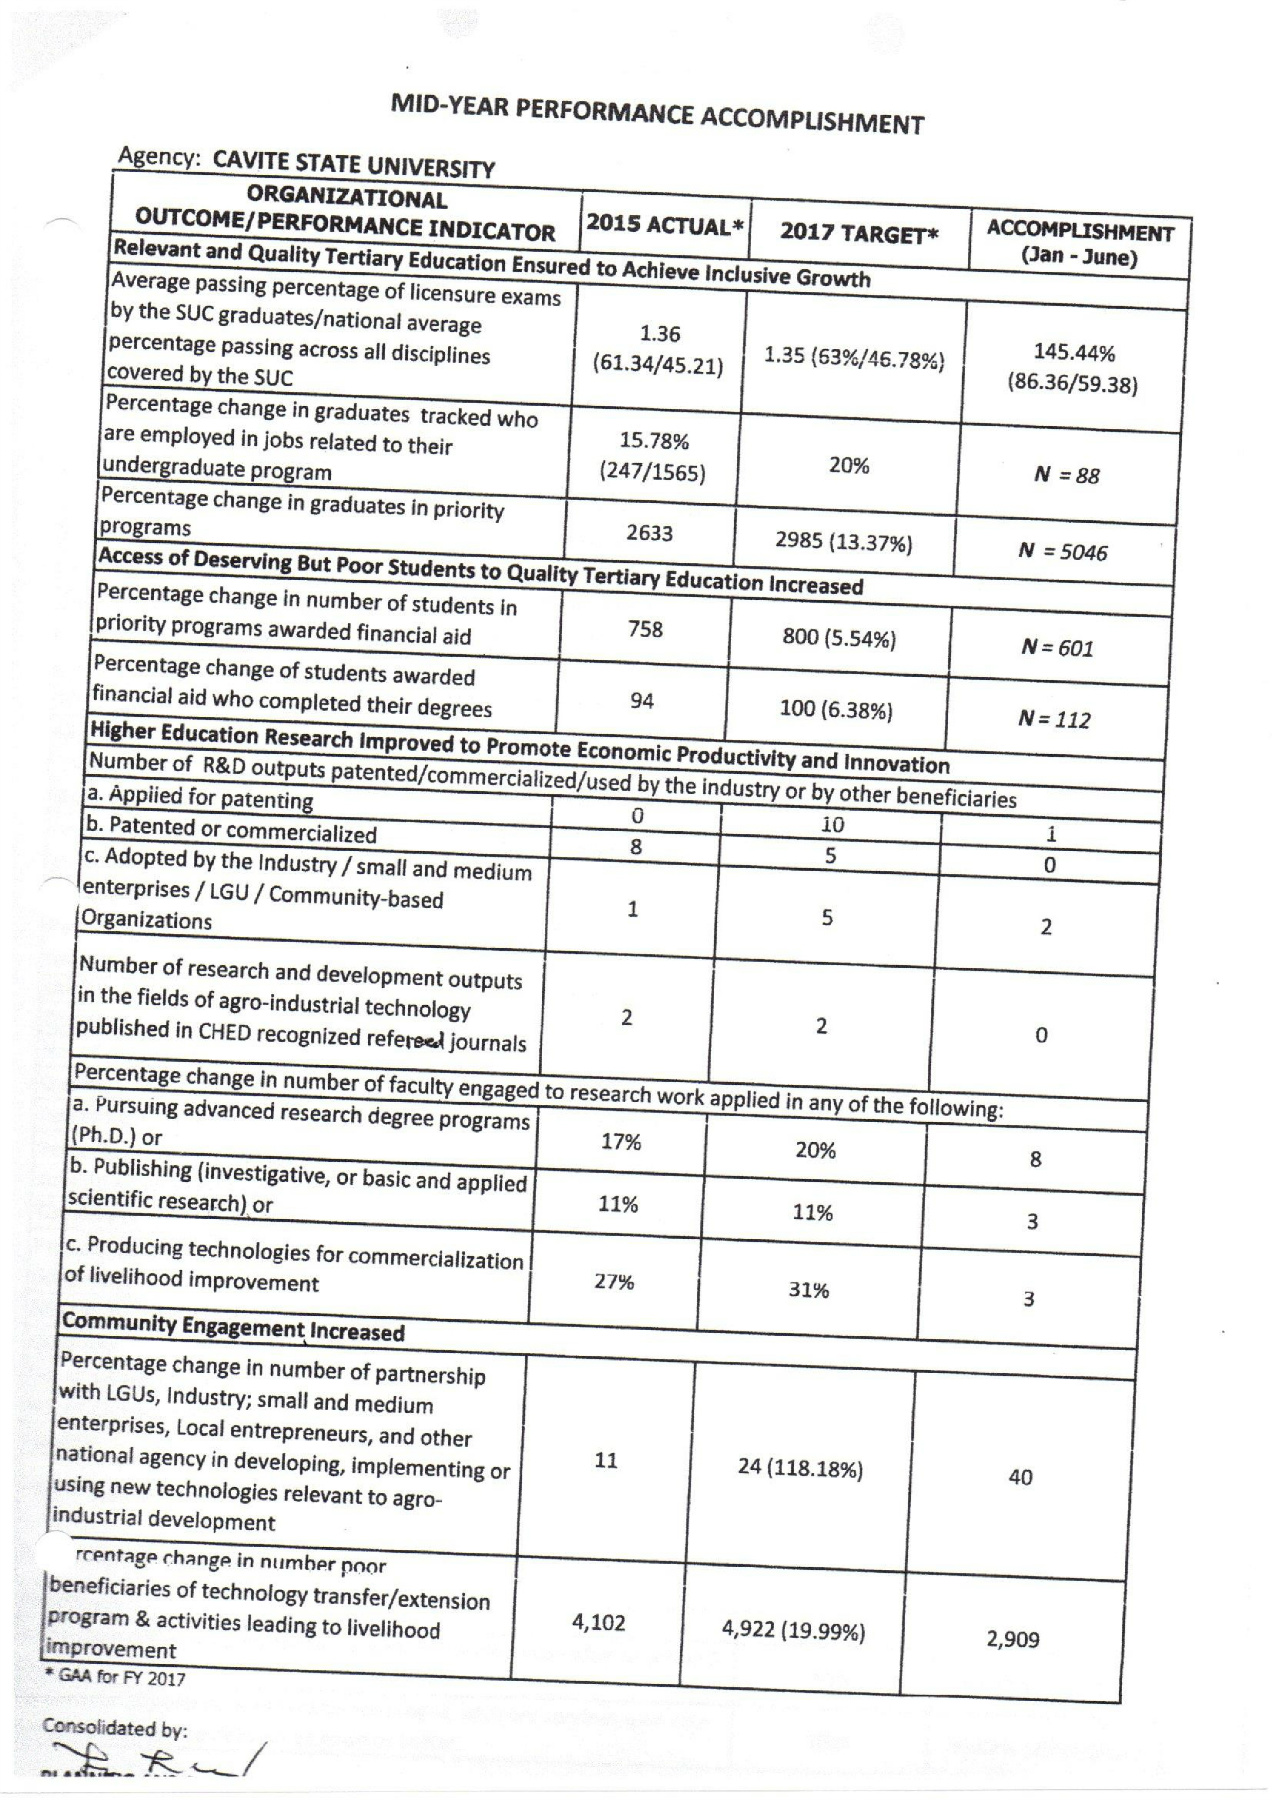 MID-YEAR PERFORMANCE ACCOMPLISHMENT
Agency: CAVITE STATE UNIVERSITY
ORGANIZATIONAL
OUTCOME/PERFORMANCE INDICATOR
2015 ACTUAL*
2017 TARGET*
ACCOMPLISHMENT
(Jan - June)
Relevant and Quality Tertiary Education Ensured to Achieve Inclusive Growth
Average passing percentage of licensure exams
by the SUC graduates/national average
percentage passing across all disciplines
covered by the SUC
1.36
(61.34/45.21)
1.35 (63%/46.78%)
145.44%
(86.36/59.38)
Percentage change in graduates tracked who
are employed in jobs related to their
undergraduate program
15.78%
(247/1565)
20%
N = 88
Percentage change in graduates in priority
programs
2633
2985 (13.37%)
N = 5046
Access of Deserving But Poor Students to Quality Tertiary Education Increased
Percentage change in number of students in
priority programs awarded financial aid
758
800 (5.54%)
N = 601
Percentage change of students awarded
financial aid who completed their degrees
94
100 (6.38%)
N = 112
Higher Education Research Improved to Promote Economic Productivity and Innovation
Number of R&D outputs patented/commercialized/used by the industry or by other beneficiaries
a. Applied for patenting
0
10
1
b. Patented or commercialized
8
5
0
c. Adopted by the Industry / small and medium
enterprises / LGU / Community-based
Organizations
1
5
2
Number of research and development outputs
in the fields of agro-industrial technology
published in CHED recognized refereed journals
2
2
0
Percentage change in number of faculty engaged to research work applied in any of the following:
a. Pursuing advanced research degree programs
(Ph.D.) or
17%
20%
8
b. Publishing (investigative, or basic and applied
scientific research) or
11%
11%
3
c. Producing technologies for commercialization
of livelihood improvement
27%
31%
3
Community Engagement Increased
Percentage change in number of partnership
with LGUs, Industry; small and medium
enterprises, Local entrepreneurs, and other
national agency in developing, implementing or
using new technologies relevant to agro-
industrial development
11
24 (118.18%)
40
rcentage change in number poor
beneficiaries of technology transfer/extension
program & activities leading to livelihood
improvement
4,102
4,922 (19.99%)
2,909
* GAA for FY 2017
Consolidated by: